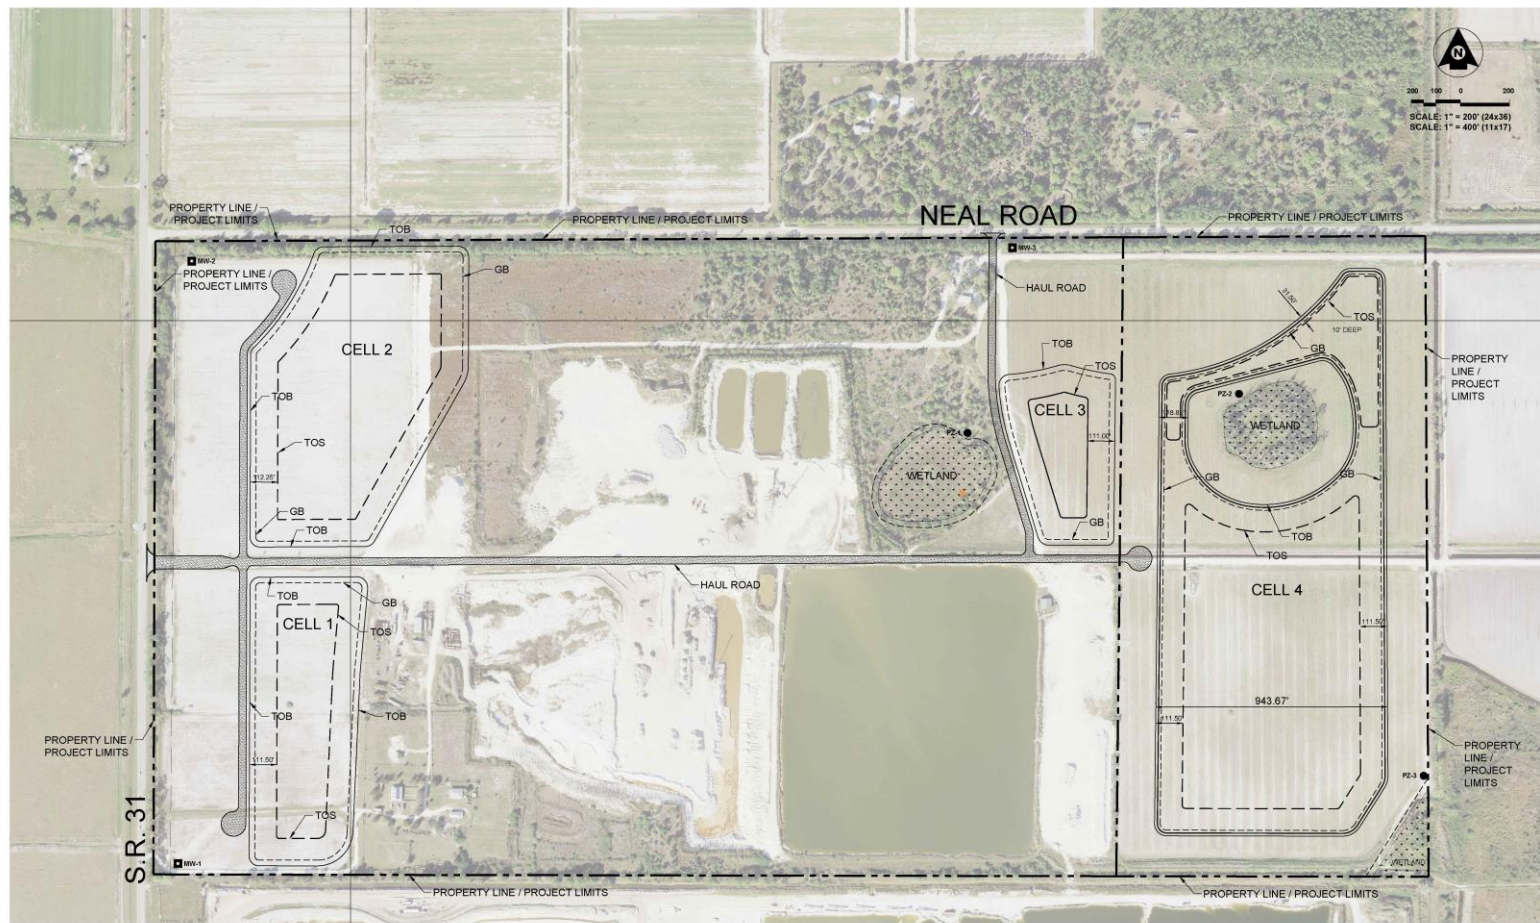 N
200 100 0 200
SCALE: 1" = 200' (24x36)
SCALE: 1" = 400' (11x17)
PROPERTY LINE /
PROJECT LIMITS
TOB
PROPERTY LINE / PROJECT LIMITS
NEAL ROAD
PROPERTY LINE / PROJECT LIMITS
MW-2
MW-3
PROPERTY LINE /
PROJECT LIMITS
GB
HAUL ROAD
21.50'
TOS
10' DEEP
GB
CELL 2
TOB
TOS
PROPERTY
LINE /
PROJECT
LIMITS
TOB
CELL 3
PZ-2
WETLAND
TOS
PZ-1
111.00'
WETLAND
112.25'
GB
GB
GB
TOB
GB
TOB
TOS
HAUL ROAD
CELL 4
TOB
GB
CELL 1
TOS
111.50'
943.67'
TOB
TOB
111.50'
PROPERTY LINE /
PROJECT LIMITS
PROPERTY
LINE /
PROJECT
LIMITS
111.50'
PZ-3
TOS
S.R. 31
MW-1
WETLAND
PROPERTY LINE / PROJECT LIMITS
PROPERTY LINE / PROJECT LIMITS